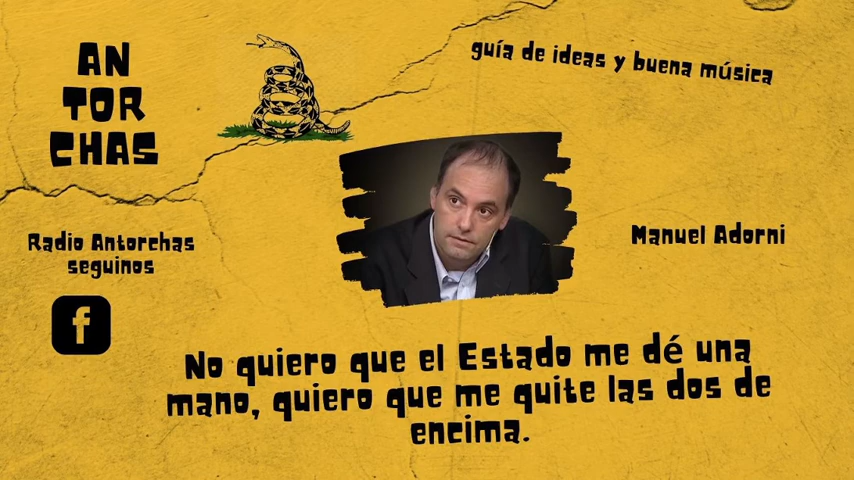 AN
TOR
CHAS
guía de ideas y buena música
Radio Antorchas
seguinos
f
Manuel Adorni
No quiero que el Estado me dé una
mano, quiero que me quite las dos de
encima.